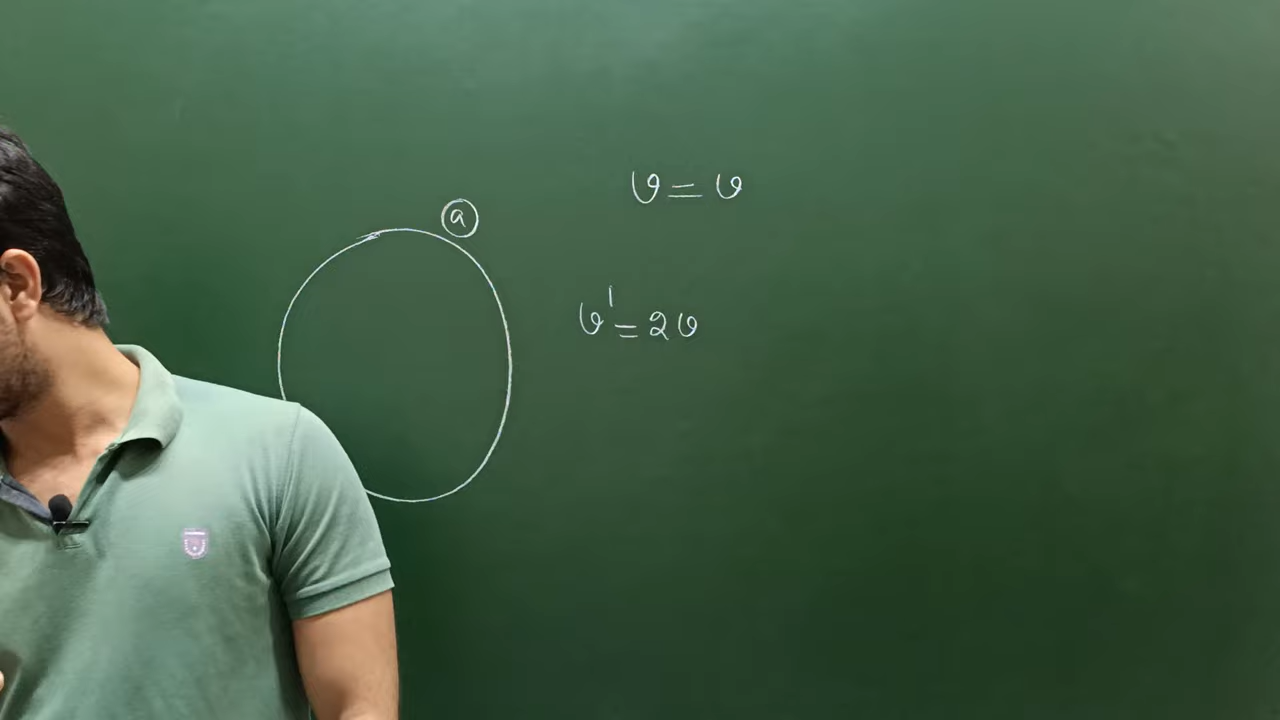 a
v = v
v' = 2v